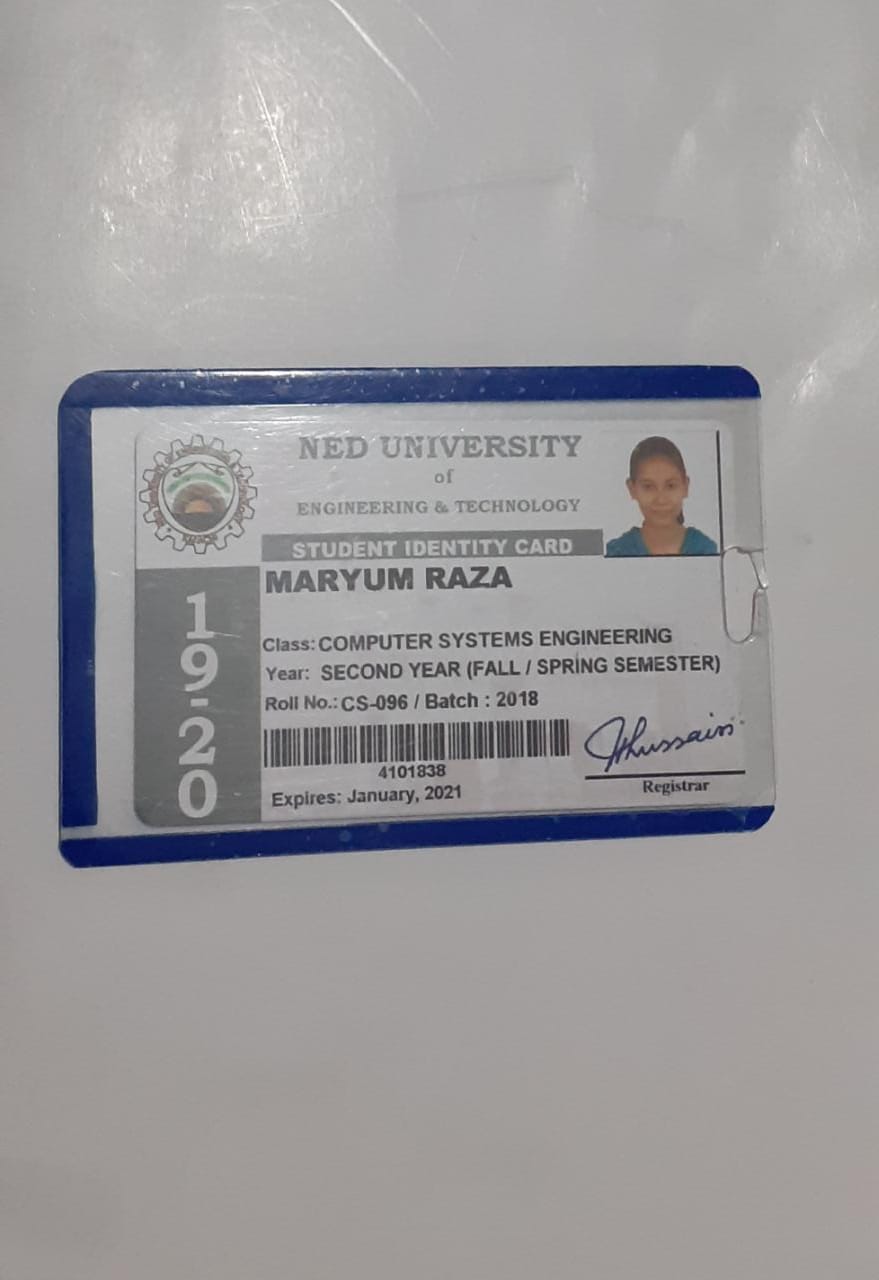 NED UNIVERSITY
of
ENGINEERING & TECHNOLOGY
STUDENT IDENTITY CARD
MARYUM RAZA
19-20
Class: COMPUTER SYSTEMS ENGINEERING
Year: SECOND YEAR (FALL / SPRING SEMESTER)
Roll No.: CS-096 / Batch : 2018
4101838
Expires: January, 2021
Hussain
Registrar